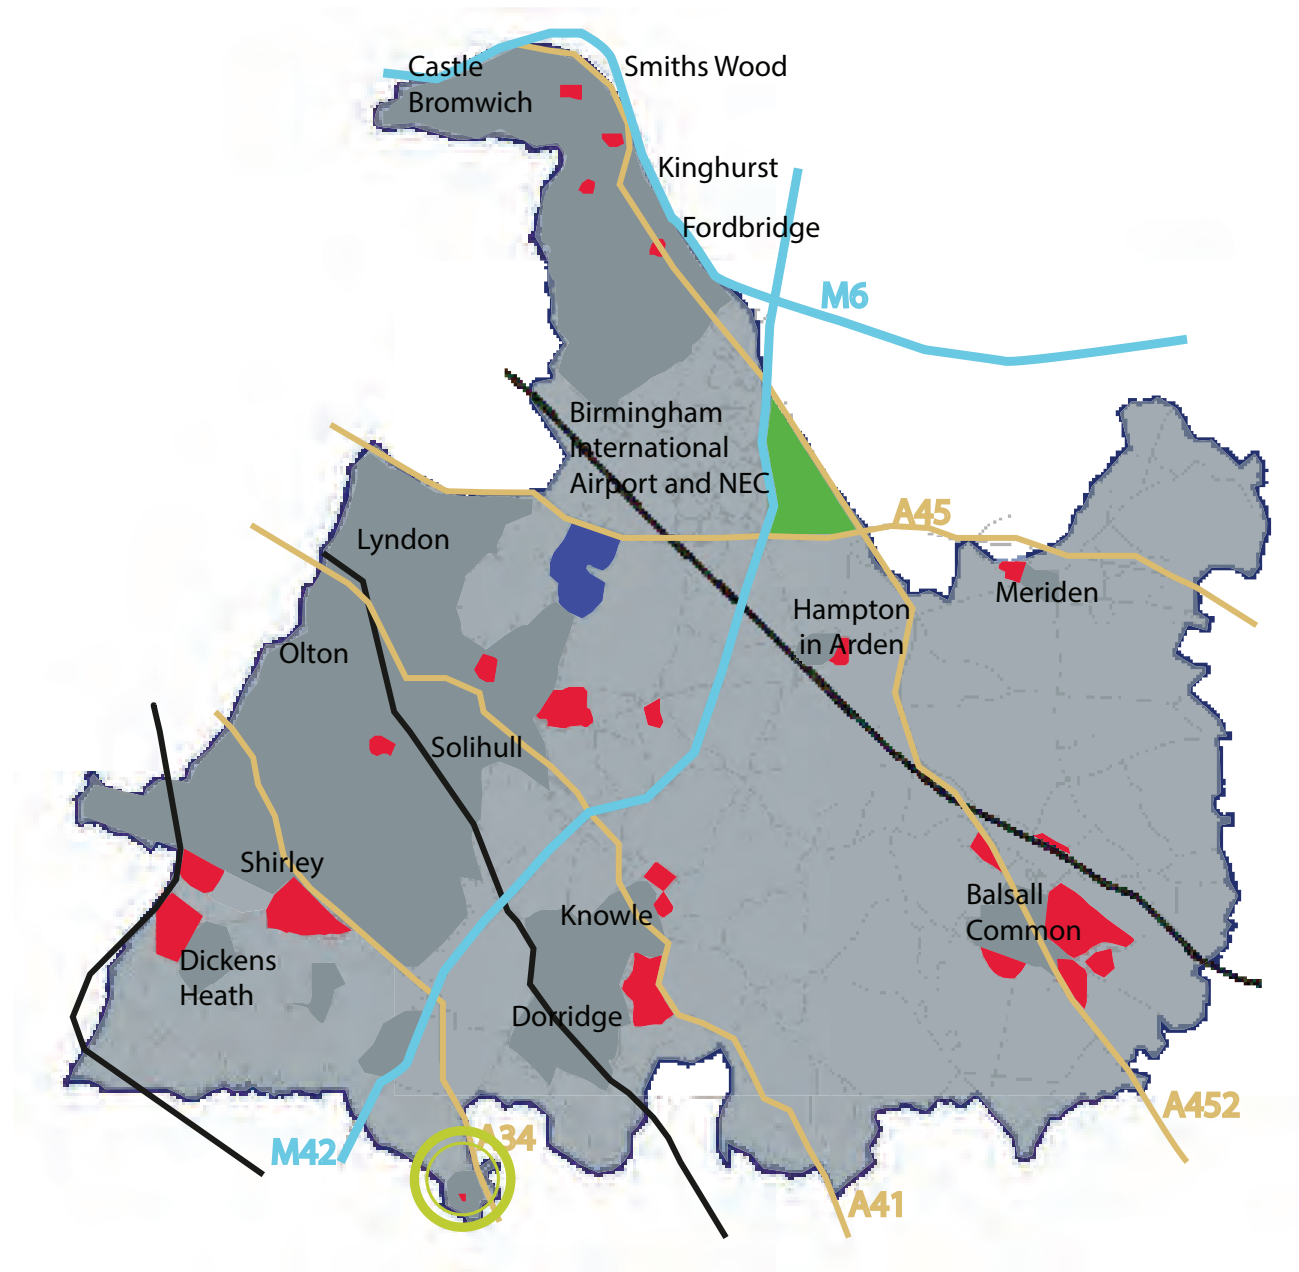 Castle
Bromwich
Smiths Wood
Kinghurst
Fordbridge
M6
Birmingham
International
Airport and NEC
A45
Lyndon
Meriden
Hampton
in Arden
Olton
Solihull
Shirley
Balsall
Common
Knowle
Dickens
Heath
Dorridge
A452
A34
M42
A41